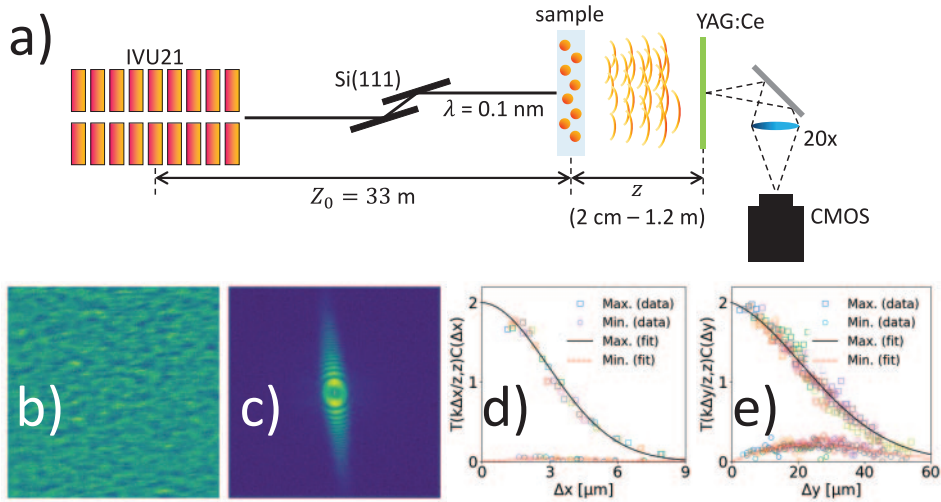 a)
IVU21
Si(111)
λ = 0.1 nm
sample
YAG:Ce
20x
CMOS
Z₀ = 33 m
z
(2 cm – 1.2 m)
b)
c)
d)
T(kΔx/z,z)C(Δx)
2
1
0
Max. (data)
Min. (data)
Max. (fit)
Min. (fit)
0 3 6 9
Δx [μm]
e)
T(kΔy/z,z)C(Δy)
2
1
0
Max. (data)
Min. (data)
Max. (fit)
Min. (fit)
0 20 40 60
Δy [μm]